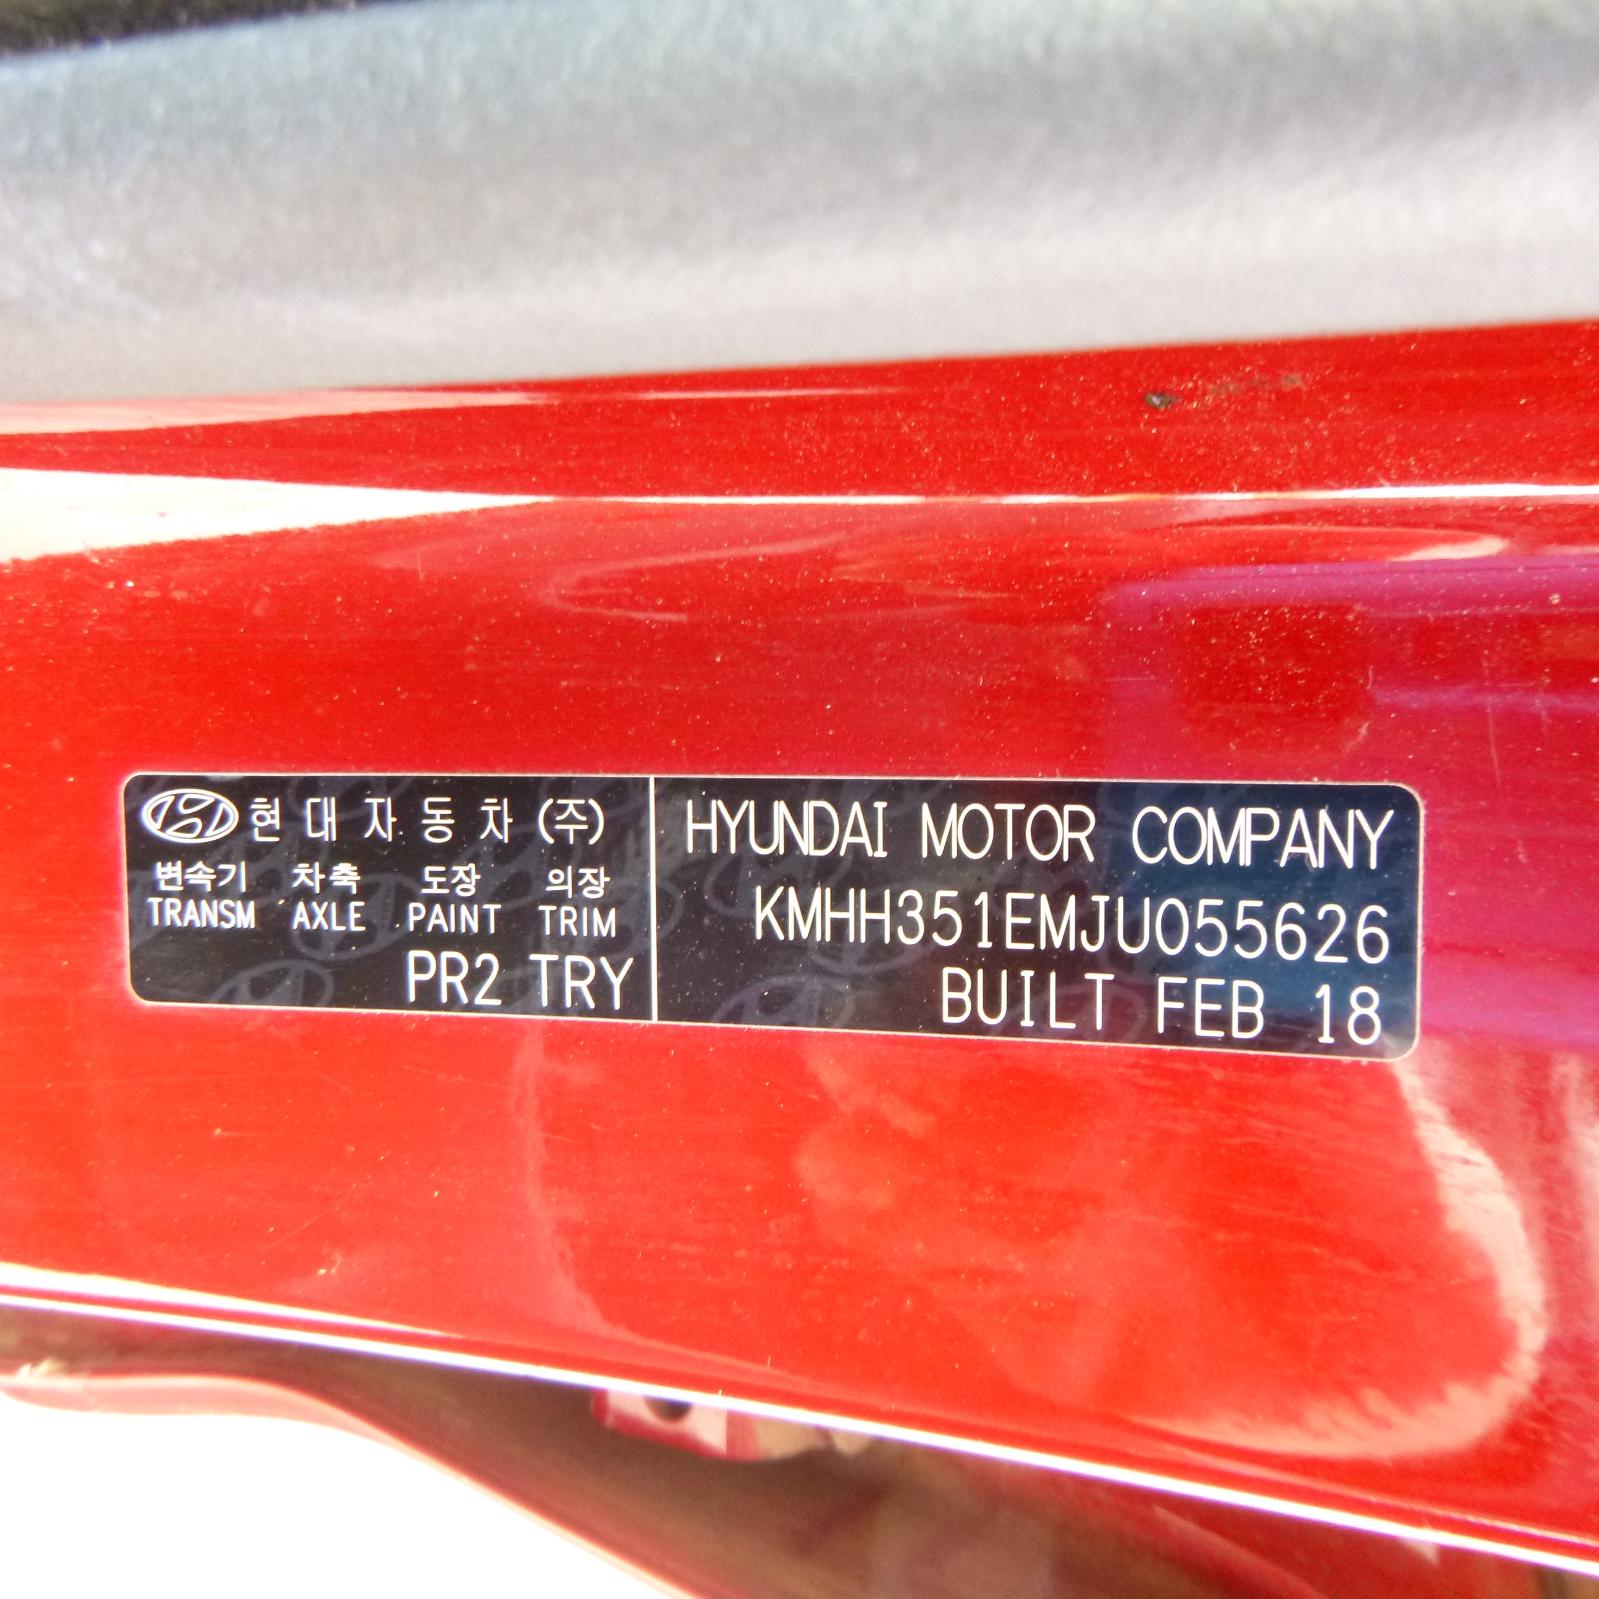 현대자동차(주)
변속기 차축 도장 의장
TRANSM AXLE PAINT TRIM
PR2 TRY
HYUNDAI MOTOR COMPANY
KMHH351EMJU055626
BUILT FEB 18